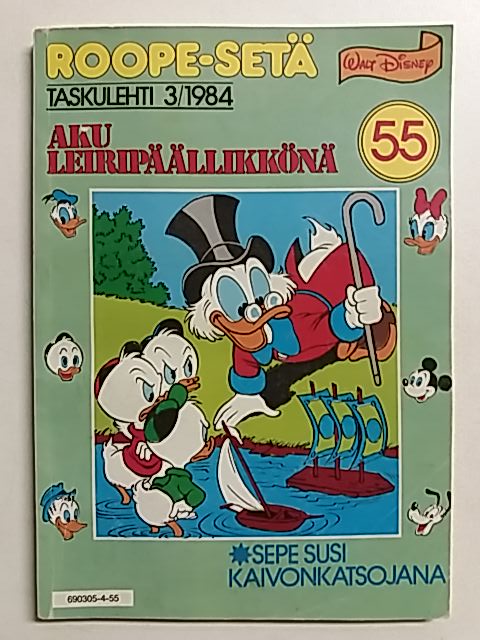 ROOPE-SETÄ
WALT DISNEY
TASKULEHTI 3/1984
AKU
LEIRIPÄÄLLIKKÖNÄ
55
SEPE SUSI
KAIVONKATSOJANA
690305-4-55